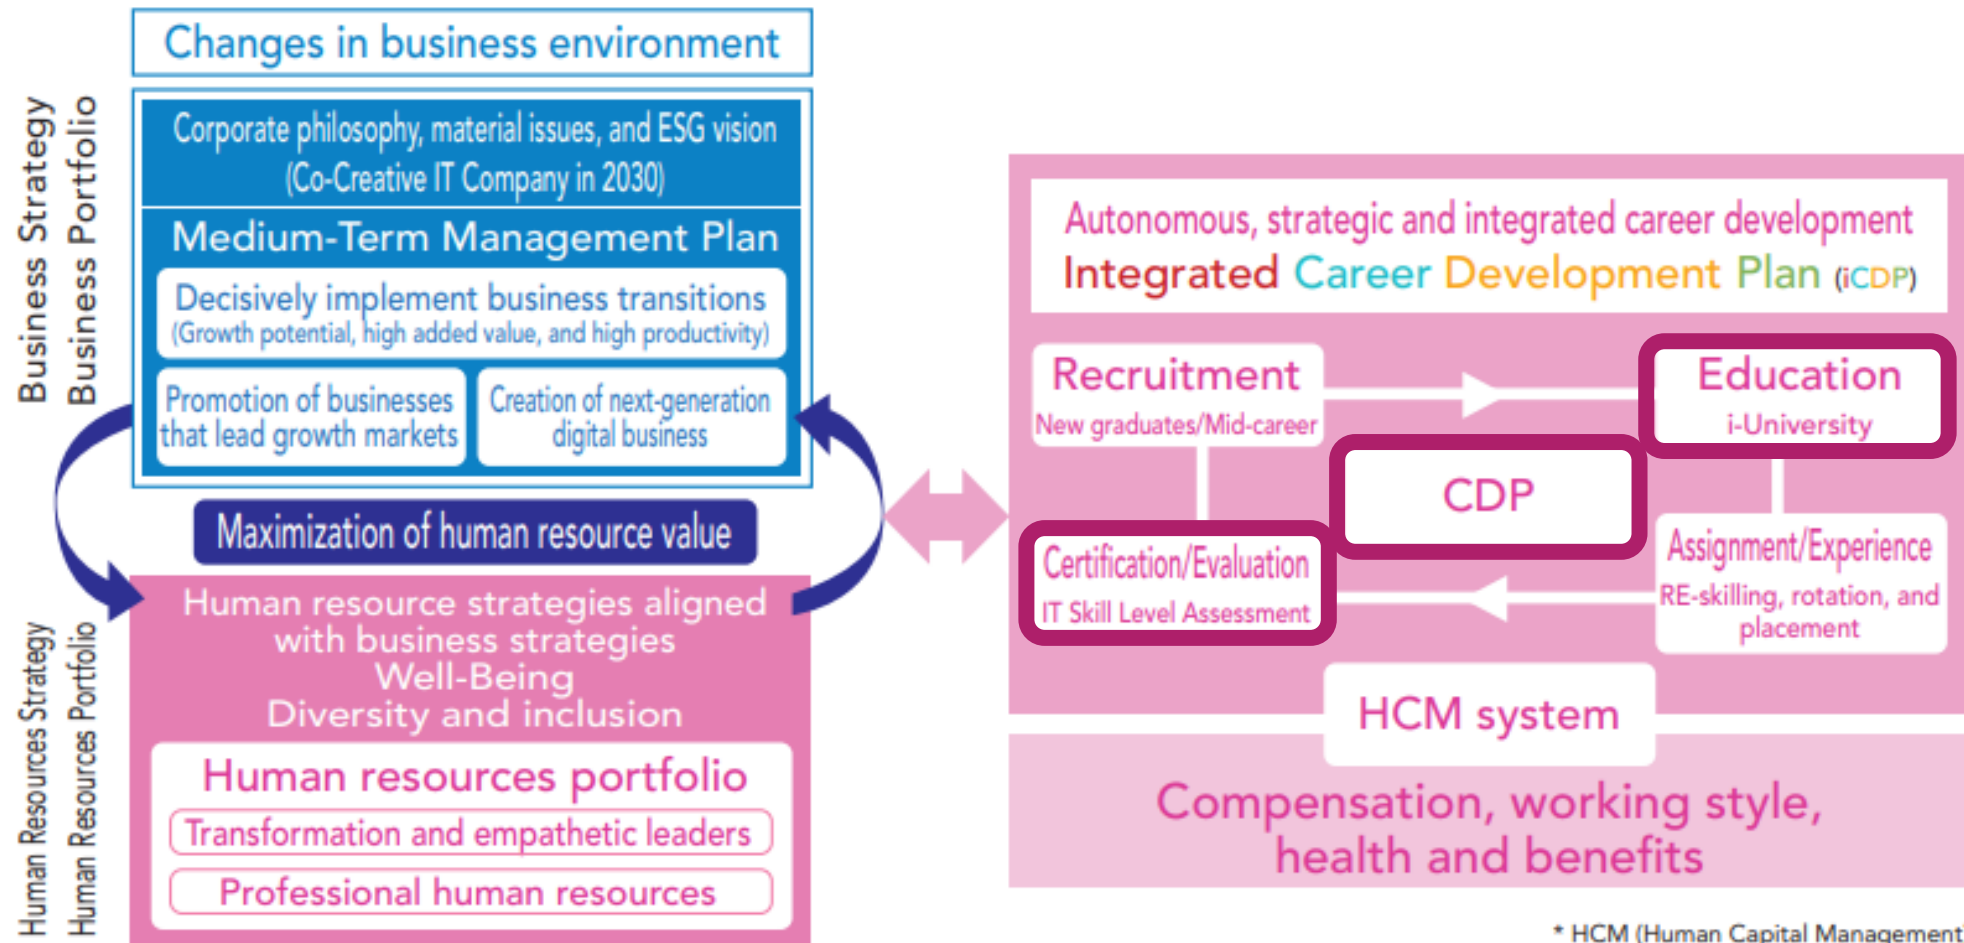 Changes in business environment
Business Strategy
Business Portfolio
Corporate philosophy, material issues, and ESG vision
(Co-Creative IT Company in 2030)
Medium-Term Management Plan
Decisively implement business transitions
(Growth potential, high added value, and high productivity)
Promotion of businesses
that lead growth markets
Creation of next-generation
digital business
Maximization of human resource value
Human Resources Strategy
Human Resources Portfolio
Human resource strategies aligned
with business strategies
Well-Being
Diversity and inclusion
Human resources portfolio
Transformation and empathetic leaders
Professional human resources
Autonomous, strategic and integrated career development
Integrated Career Development Plan (iCDP)
Recruitment
New graduates/Mid-career
Education
i-University
CDP
Certification/Evaluation
IT Skill Level Assessment
Assignment/Experience
RE-skilling, rotation, and
placement
HCM system
Compensation, working style,
health and benefits
* HCM (Human Capital Management)